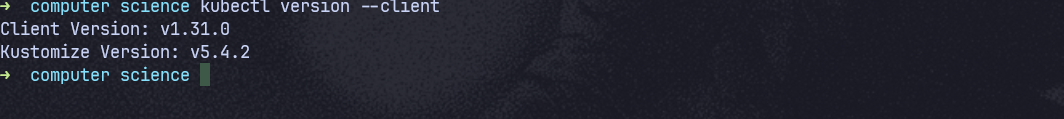 → computer science kubectl version --client
Client Version: v1.31.0
Kustomize Version: v5.4.2
→ computer science